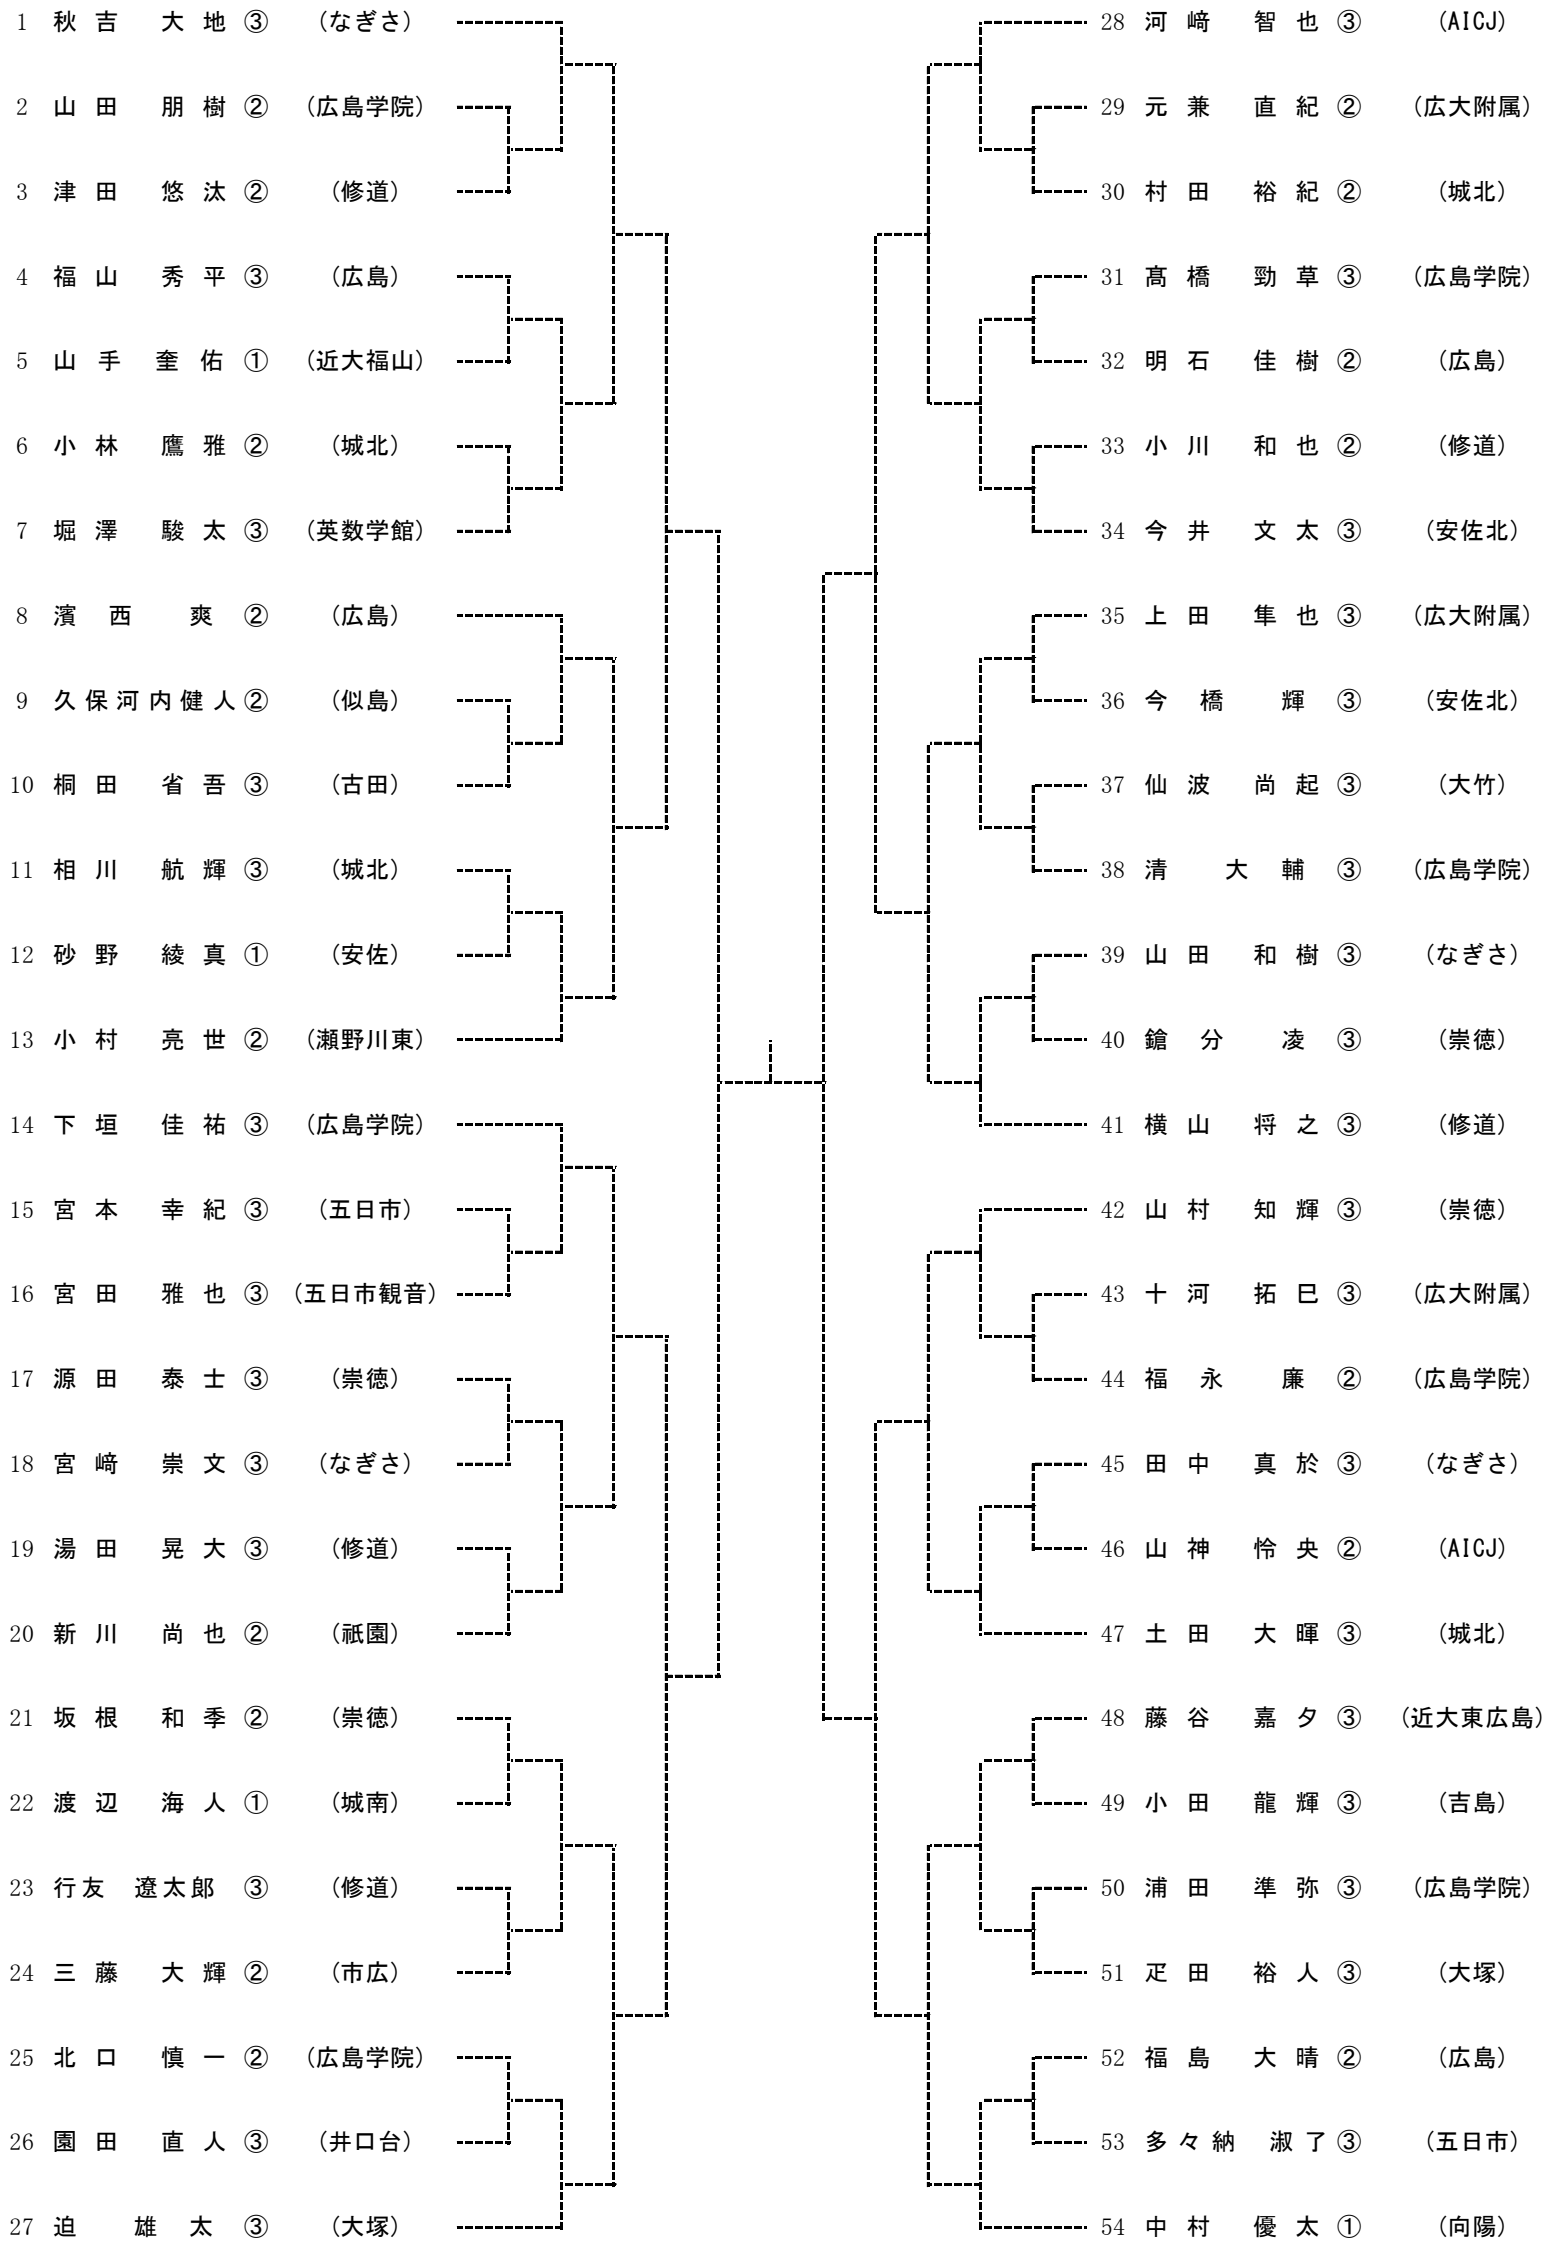 1 秋吉 大地 ③ (なぎさ)
2 山田 朋樹 ② (広島学院)
3 津田 悠汰 ② (修道)
4 福山 秀平 ③ (広島)
5 山手 奎佑 ① (近大福山)
6 小林 鷹雅 ② (城北)
7 堀澤 駿太 ③ (英数学館)
8 濱西 爽 ② (広島)
9 久保河内健人 ② (似島)
10 桐田 省吾 ③ (古田)
11 相川 航輝 ③ (城北)
12 砂野 綾真 ① (安佐)
13 小村 亮世 ② (瀬野川東)
14 下垣 佳祐 ③ (広島学院)
15 宮本 幸紀 ③ (五日市)
16 宮田 雅也 ③ (五日市観音)
17 源田 泰士 ③ (崇徳)
18 宮﨑 崇文 ③ (なぎさ)
19 湯田 晃大 ③ (修道)
20 新川 尚也 ② (祇園)
21 坂根 和季 ② (崇徳)
22 渡辺 海人 ① (城南)
23 行友 遼太郎 ③ (修道)
24 三藤 大輝 ② (市広)
25 北口 慎一 ② (広島学院)
26 園田 直人 ③ (井口台)
27 迫 雄太 ③ (大塚)
28 河﨑 智也 ③ (AICJ)
29 元兼 直紀 ② (広大附属)
30 村田 裕紀 ② (城北)
31 髙橋 勁草 ③ (広島学院)
32 明石 佳樹 ② (広島)
33 小川 和也 ② (修道)
34 今井 文太 ③ (安佐北)
35 上田 隼也 ③ (広大附属)
36 今橋 輝 ③ (安佐北)
37 仙波 尚起 ③ (大竹)
38 清 大輔 ③ (広島学院)
39 山田 和樹 ③ (なぎさ)
40 鎗分 凌 ③ (崇徳)
41 横山 将之 ③ (修道)
42 山村 知輝 ③ (崇徳)
43 十河 拓巳 ③ (広大附属)
44 福永 廉 ② (広島学院)
45 田中 真於 ③ (なぎさ)
46 山神 怜央 ② (AICJ)
47 土田 大暉 ③ (城北)
48 藤谷 嘉夕 ③ (近大東広島)
49 小田 龍輝 ③ (吉島)
50 浦田 準弥 ③ (広島学院)
51 疋田 裕人 ③ (大塚)
52 福島 大晴 ② (広島)
53 多々納 淑了 ③ (五日市)
54 中村 優太 ① (向陽)